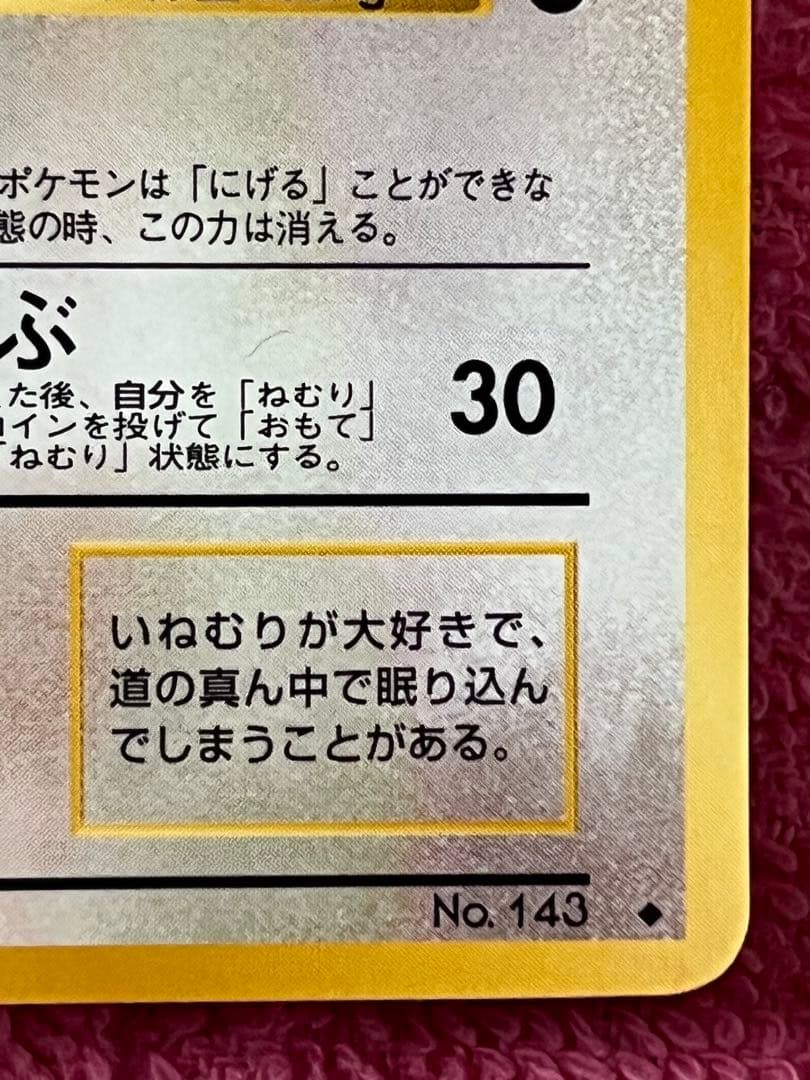 ポケモンは「にげる」ことができな
態の時、この力は消える。
ぶ
た後、自分を「ねむり」
30
コインを投げて「おもて」
「ねむり」状態にする。
いねむりが大好きで、
道の真ん中で眠り込ん
でしまうことがある。
No. 143